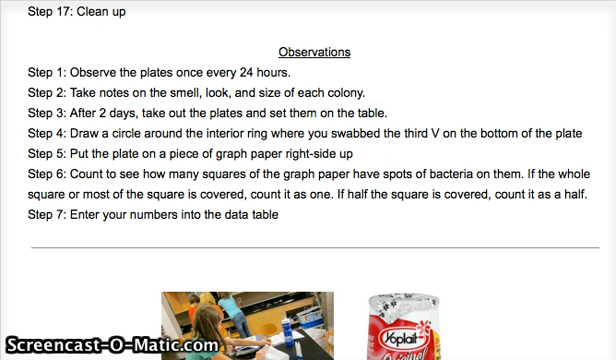 Step 17: Clean up
Observations
Step 1: Observe the plates once every 24 hours.
Step 2: Take notes on the smell, look, and size of each colony.
Step 3: After 2 days, take out the plates and set them on the table.
Step 4: Draw a circle around the interior ring where you swabbed the third V on the bottom of the plate
Step 5: Put the plate on a piece of graph paper right-side up
Step 6: Count to see how many squares of the graph paper have spots of bacteria on them. If the whole
square or most of the square is covered, count it as one. If half the square is covered, count it as a half.
Step 7: Enter your numbers into the data table
Yoplait
Original
Screencast-O-Matic.com